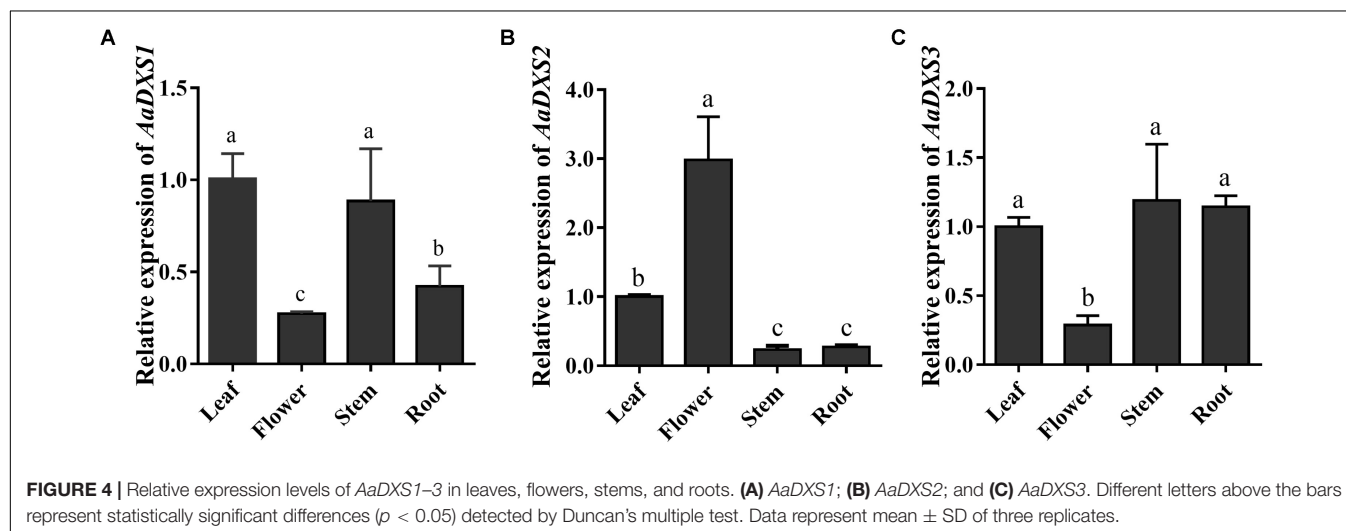 A
Relative expression of AaDXS1
1.5
1.0
0.5
0.0
a
c
a
b
Leaf
Flower
Stem
Root
B
Relative expression of AaDXS2
4.0
3.0
2.0
1.0
0.0
b
a
c
c
Leaf
Flower
Stem
Root
C
Relative expression of AaDXS3
2.0
1.5
1.0
0.5
0.0
a
b
a
a
Leaf
Flower
Stem
Root
FIGURE 4 | Relative expression levels of AaDXS1–3 in leaves, flowers, stems, and roots. (A) AaDXS1; (B) AaDXS2; and (C) AaDXS3. Different letters above the bars
represent statistically significant differences (p < 0.05) detected by Duncan's multiple test. Data represent mean ± SD of three replicates.